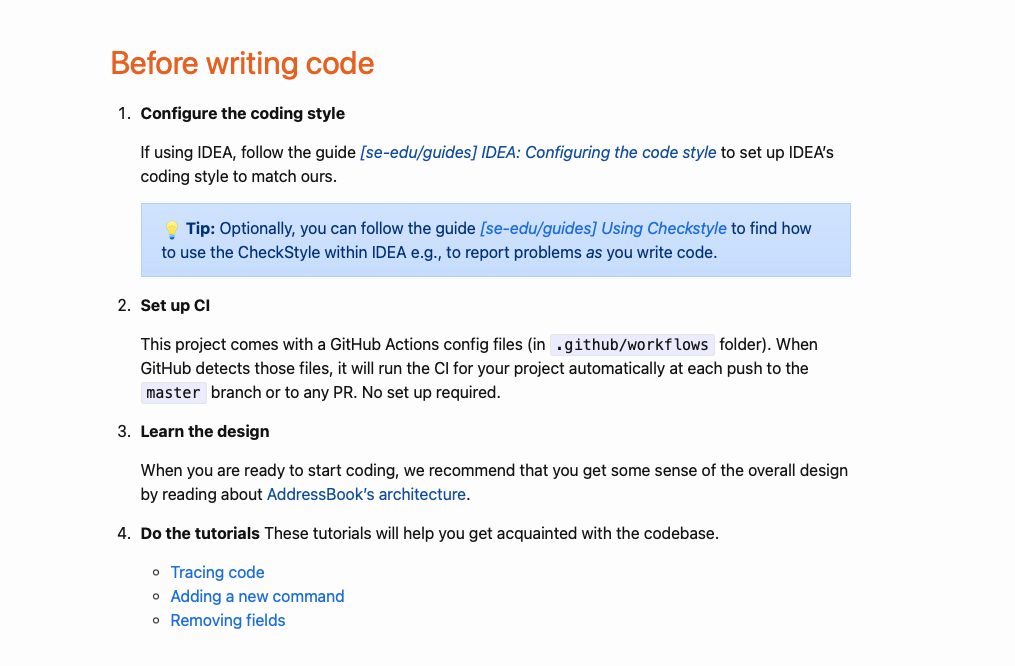 Before writing code
1. Configure the coding style
If using IDEA, follow the guide [se-edu/guides] IDEA: Configuring the code style to set up IDEA’s
coding style to match ours.
💡 Tip: Optionally, you can follow the guide [se-edu/guides] Using Checkstyle to find how
to use the CheckStyle within IDEA e.g., to report problems as you write code.
2. Set up CI
This project comes with a GitHub Actions config files (in .github/workflows folder). When
GitHub detects those files, it will run the CI for your project automatically at each push to the
master branch or to any PR. No set up required.
3. Learn the design
When you are ready to start coding, we recommend that you get some sense of the overall design
by reading about AddressBook’s architecture.
4. Do the tutorials These tutorials will help you get acquainted with the codebase.
◦ Tracing code
◦ Adding a new command
◦ Removing fields